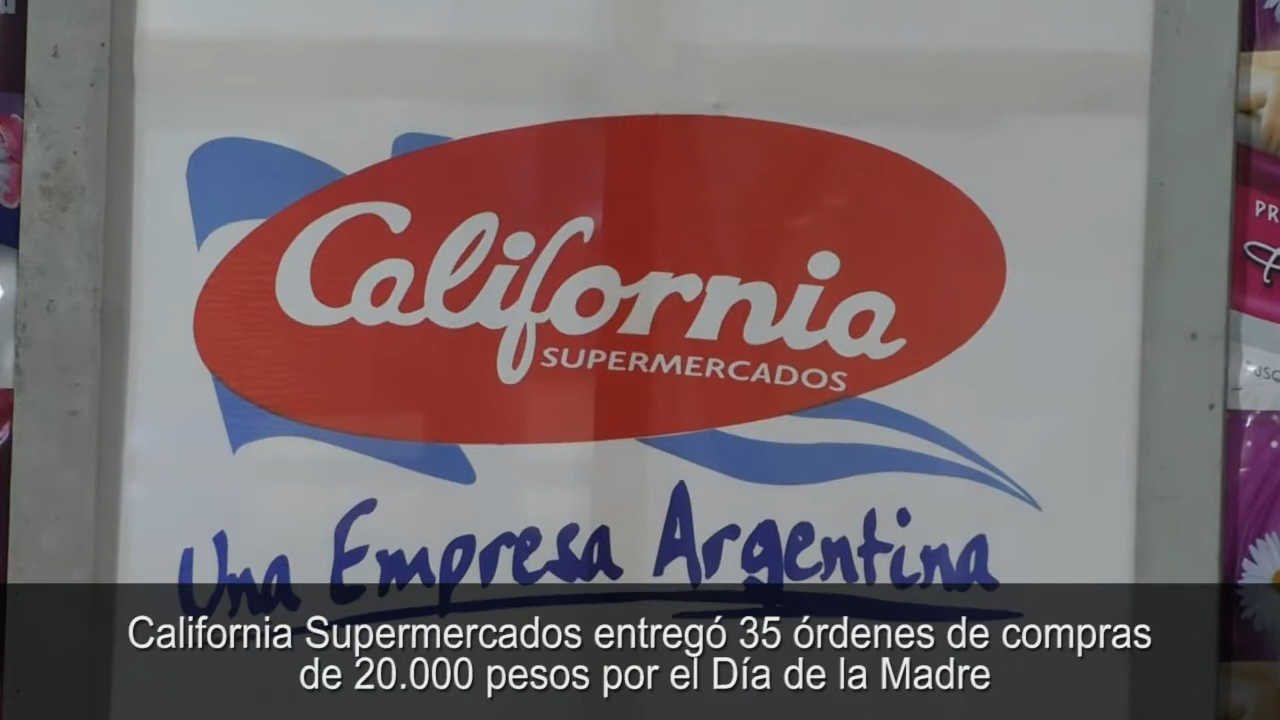 California
SUPERMERCADOS
Una Empresa Argentina
PR
California Supermercados entregó 35 órdenes de compras
de 20.000 pesos por el Día de la Madre